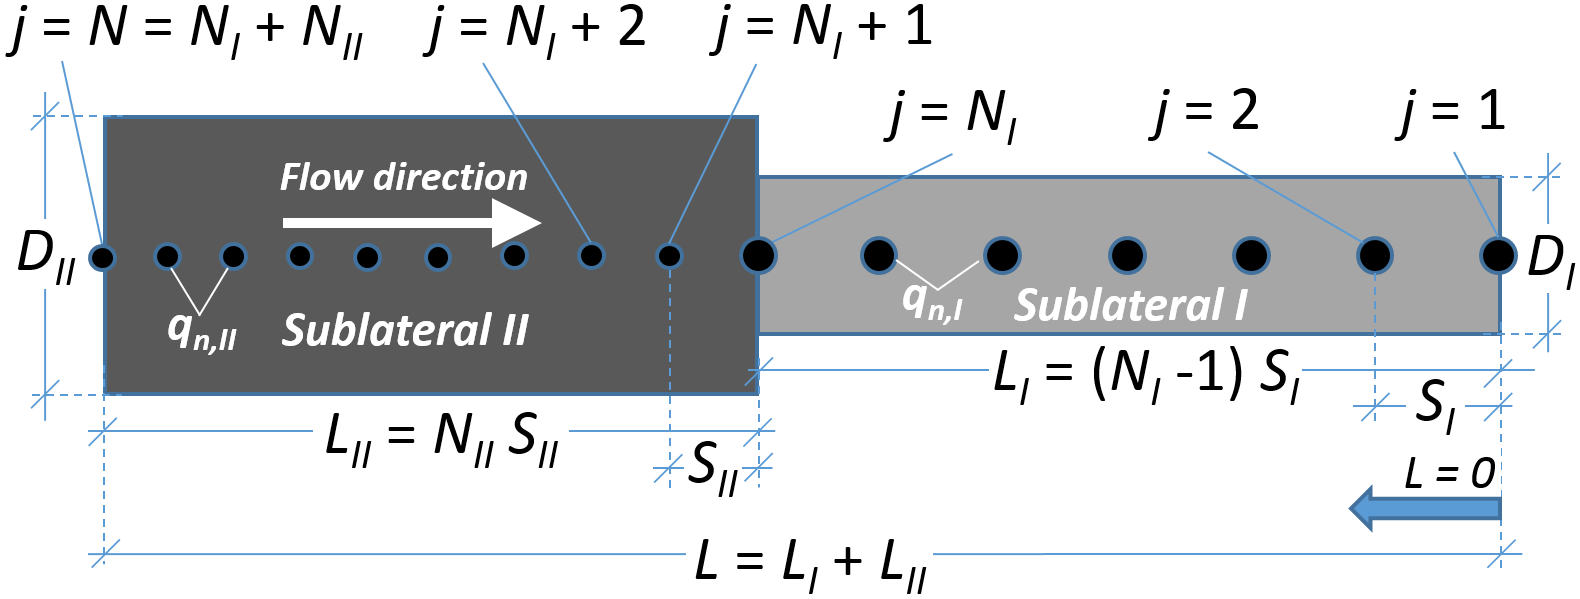 j = N = N_I + N_II
j = N_I + 2
j = N_I + 1
j = N_I
j = 2
j = 1
Flow direction
D_II
D_I
q_n,II
Sublateral II
q_n,I
Sublateral I
L_I = (N_I -1) S_I
S_I
L_II = N_II S_II
S_II
L = 0
L = L_I + L_II